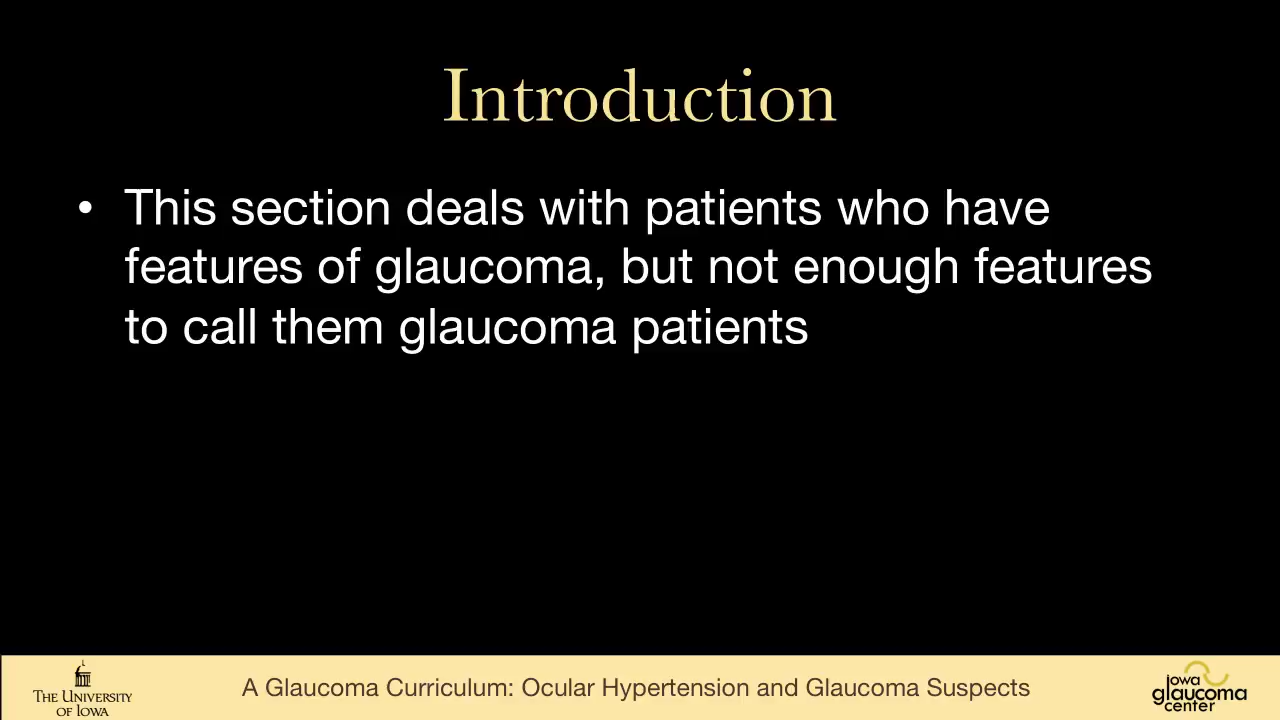 Introduction
• This section deals with patients who have
features of glaucoma, but not enough features
to call them glaucoma patients
THE UNIVERSITY
OF IOWA
A Glaucoma Curriculum: Ocular Hypertension and Glaucoma Suspects
iowa
glaucoma
center